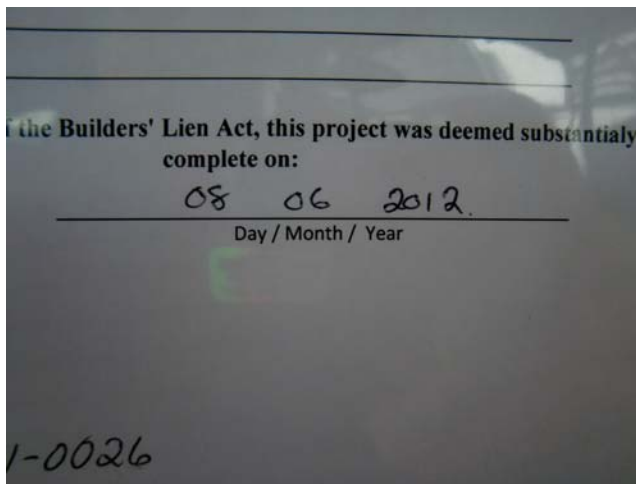 the Builders' Lien Act, this project was deemed substantialy
complete on:
08 06 2012.
Day / Month / Year
1-0026